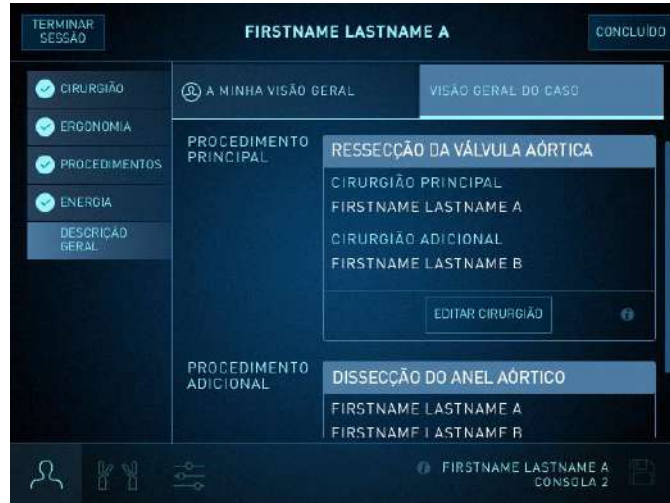 TERMINAR
SESSÃO
FIRSTNAME LASTNAME A
CONCLUÍDO
CIRURGIÃO
ERGONOMIA
PROCEDIMENTOS
ENERGIA
DESCRIÇÃO
GERAL
A MINHA VISÃO GERAL
VISÃO GERAL DO CASO
PROCEDIMENTO
PRINCIPAL
RESSECÇÃO DA VÁLVULA AÓRTICA
CIRURGIÃO PRINCIPAL
FIRSTNAME LASTNAME A
CIRURGIÃO ADICIONAL
FIRSTNAME LASTNAME B
EDITAR CIRURGIÃO
PROCEDIMENTO
ADICIONAL
DISSECÇÃO DO ANEL AÓRTICO
FIRSTNAME LASTNAME A
FIRSTNAME LASTNAME B
FIRSTNAME LASTNAME A
CONSOLA 2